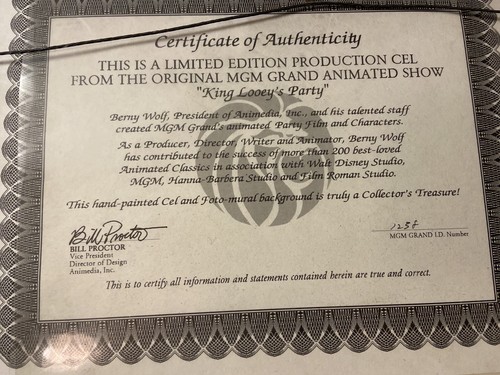 Certificate of Authenticity
THIS IS A LIMITED EDITION PRODUCTION CEL
FROM THE ORIGINAL MGM GRAND ANIMATED SHOW
"King Looey's Party"
Berny Wolf, President of Animedia, Inc., and his talented staff
created MGM Grand's animated Party Film and Characters.
As a Producer, Director, Writer and Animator, Berny Wolf
has contributed to the success of more than 200 best-loved
Animated Classics in association with Walt Disney Studio,
MGM, Hanna-Barbera Studio and Film Roman Studio.
This hand-painted Cel and Foto-mural background is truly a Collector's Treasure!
Bill Proctor
BILL PROCTOR
Vice President
Director of Design
Animedia, Inc.
MGM GRAND I.D. Number
This is to certify all information and statements contained herein are true and correct.